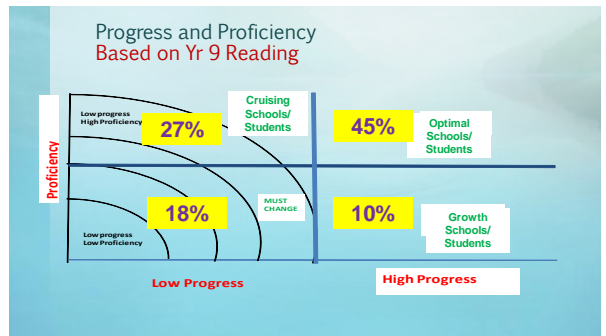 Progress and Proficiency
Based on Yr 9 Reading
Proficiency
Low progress
High Proficiency
27%
Cruising
Schools/
Students
45%
Optimal
Schools/
Students
Low progress
Low Proficiency
18%
MUST
CHANGE
10%
Growth
Schools/
Students
Low Progress
High Progress